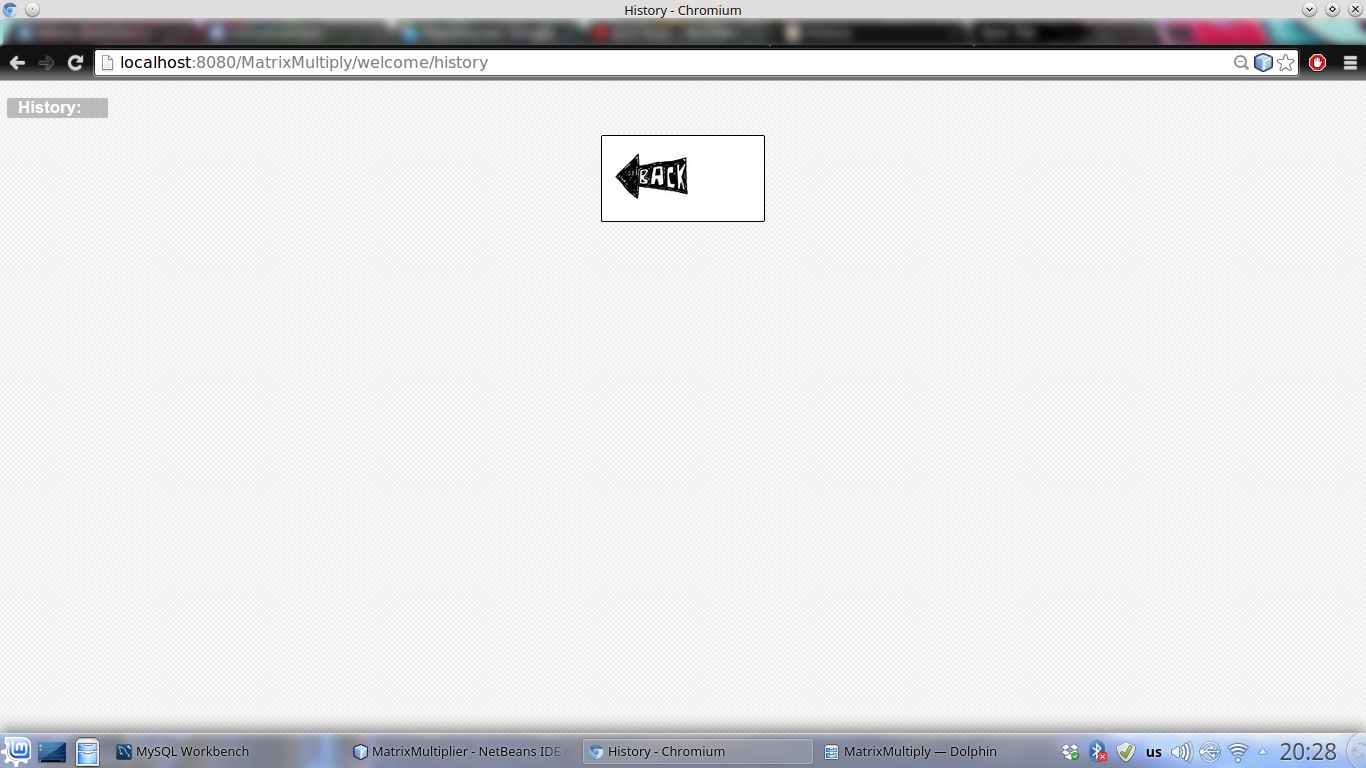 History - Chromium
localhost:8080/MatrixMultiply/welcome/history
History:
BACK
MySQL Workbench
MatrixMultiplier - NetBeans IDE 8
History - Chromium
MatrixMultiply — Dolphin
us
20:28